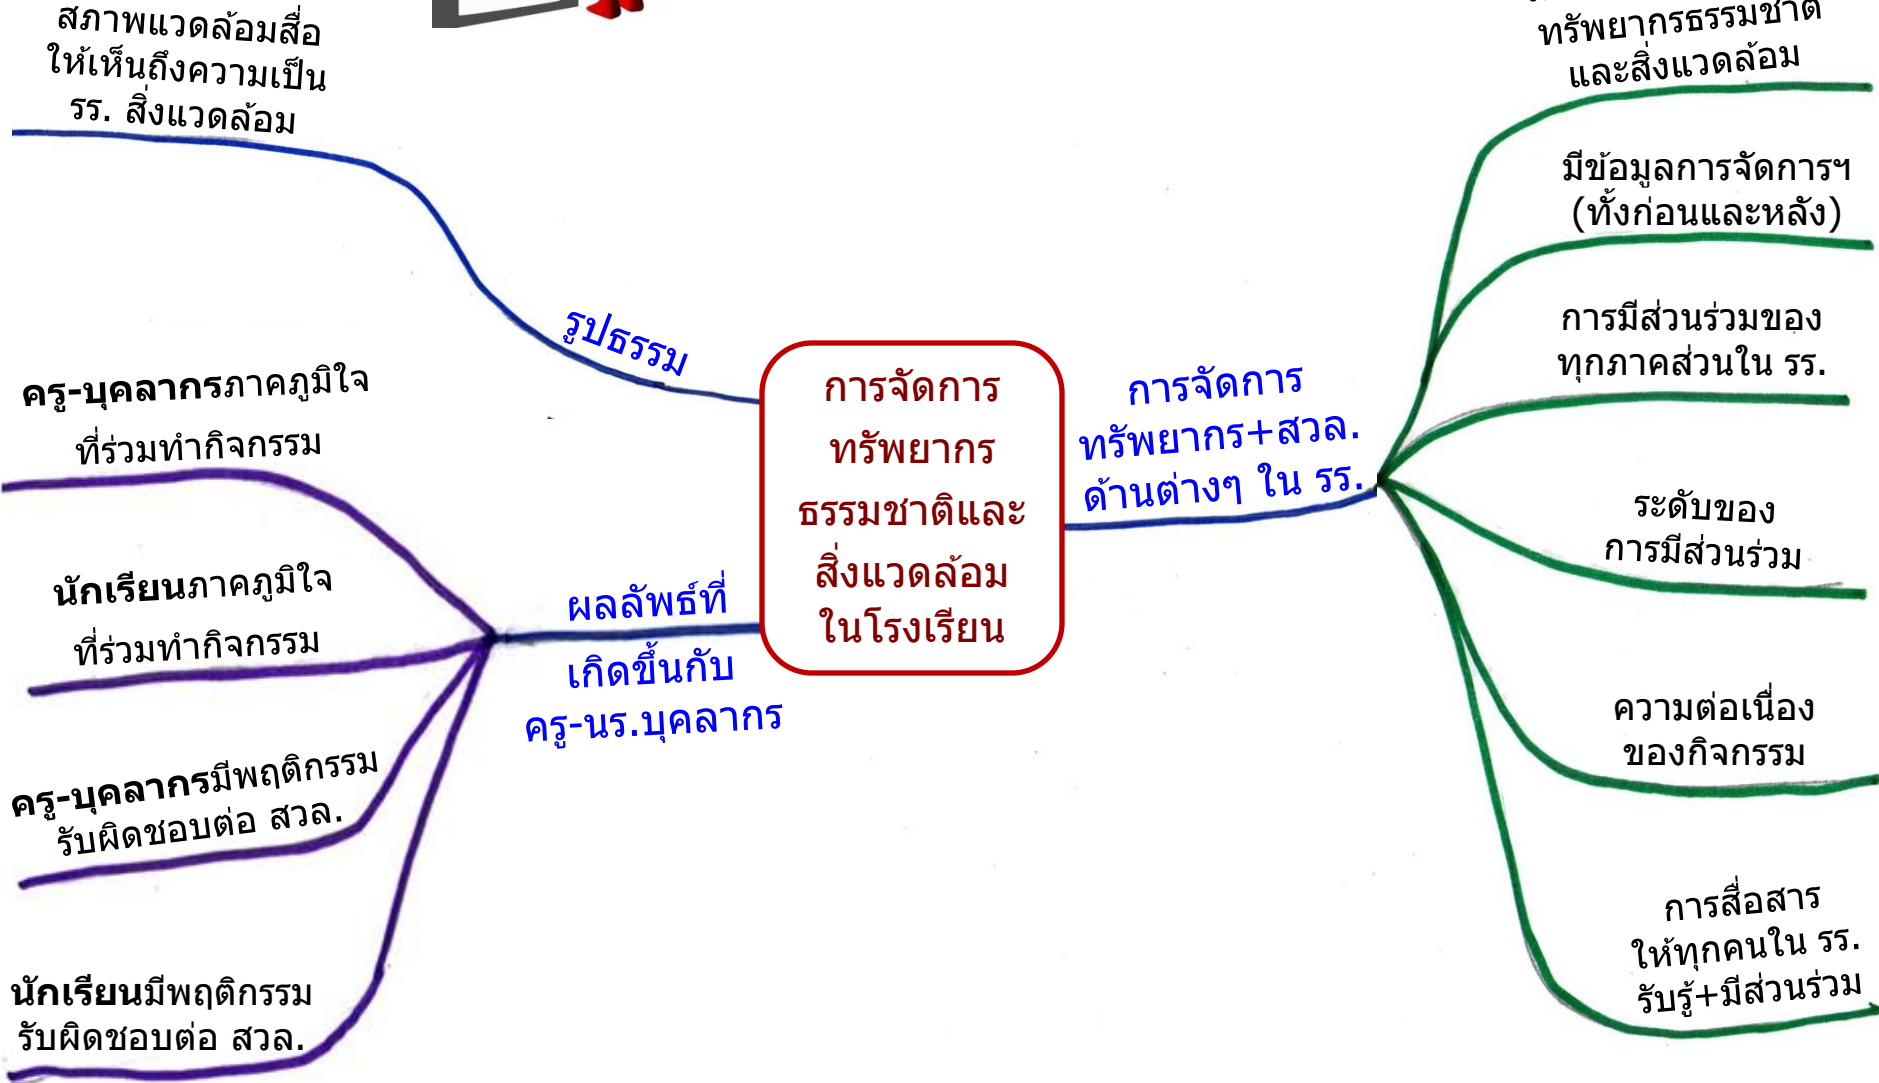 สภาพแวดล้อมสื่อ
ให้เห็นถึงความเป็น
รร. สิ่งแวดล้อม
รูปธรรม
ครู-บุคลากรภาคภูมิใจ
ที่ร่วมทำกิจกรรม
นักเรียนภาคภูมิใจ
ที่ร่วมทำกิจกรรม
ครู-บุคลากรมีพฤติกรรม
รับผิดชอบต่อ สวล.
นักเรียนมีพฤติกรรม
รับผิดชอบต่อ สวล.
ผลลัพธ์ที่
เกิดขึ้นกับ
ครู-นร.บุคลากร
การจัดการ
ทรัพยากร
ธรรมชาติและ
สิ่งแวดล้อม
ในโรงเรียน
การจัดการ
ทรัพยากร+สวล.
ด้านต่างๆ ใน รร.
ทรัพยากรธรรมชาติ
และสิ่งแวดล้อม
มีข้อมูลการจัดการฯ
(ทั้งก่อนและหลัง)
การมีส่วนร่วมของ
ทุกภาคส่วนใน รร.
ระดับของ
การมีส่วนร่วม
ความต่อเนื่อง
ของกิจกรรม
การสื่อสาร
ให้ทุกคนใน รร.
รับรู้+มีส่วนร่วม